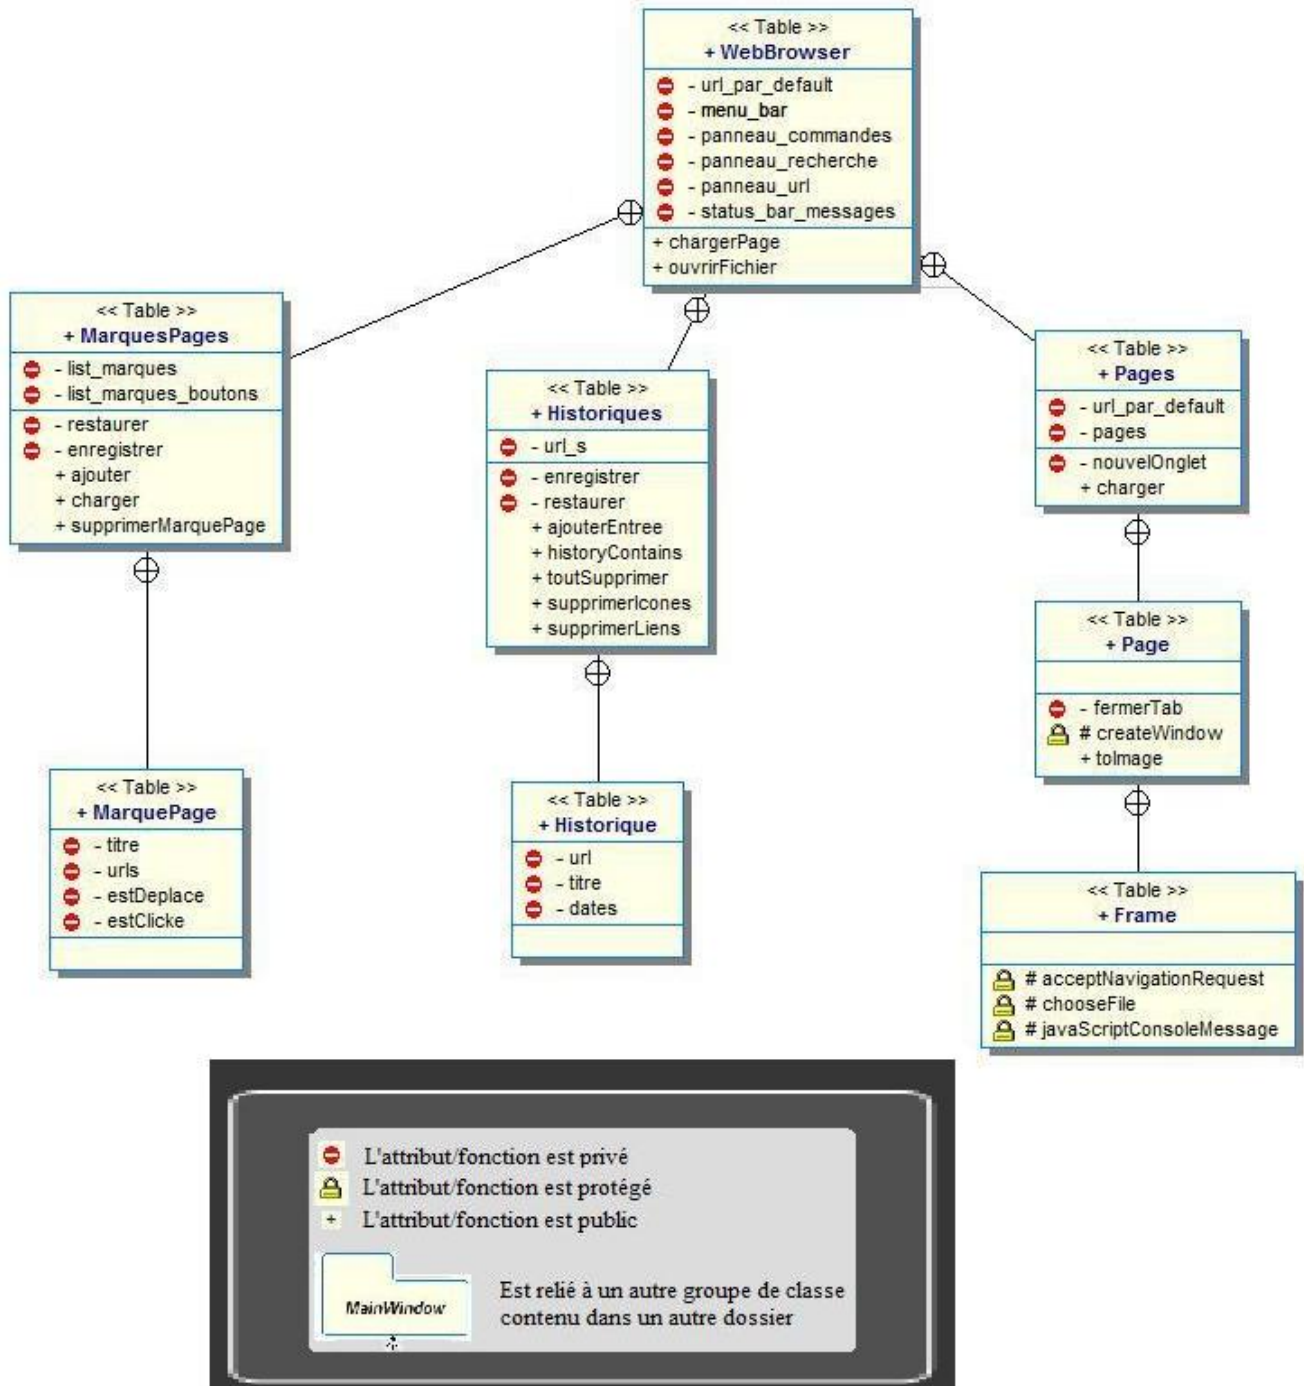 << Table >>
+ WebBrowser
- url_par_default
- menu_bar
- panneau_commandes
- panneau_recherche
- panneau_url
- status_bar_messages
+ chargerPage
+ ouvrirFichier
<< Table >>
+ MarquesPages
- list_marques
- list_marques_boutons
- restaurer
- enregistrer
+ ajouter
+ charger
+ supprimerMarquePage
<< Table >>
+ Historiques
- url_s
- enregistrer
- restaurer
+ ajouterEntree
+ historyContains
+ toutSupprimer
+ supprimerIcones
+ supprimerLiens
<< Table >>
+ Pages
- url_par_default
- pages
- nouvelOnglet
+ charger
<< Table >>
+ Page
- fermerTab
# createWindow
+ toImage
<< Table >>
+ MarquePage
- titre
- urls
- estDeplace
- estClicke
<< Table >>
+ Historique
- url
- titre
- dates
<< Table >>
+ Frame
# acceptNavigationRequest
# chooseFile
# javaScriptConsoleMessage
L'attribut/fonction est privé
L'attribut/fonction est protégé
+ L'attribut/fonction est public
MainWindow
Est relié à un autre groupe de classe
contenu dans un autre dossier